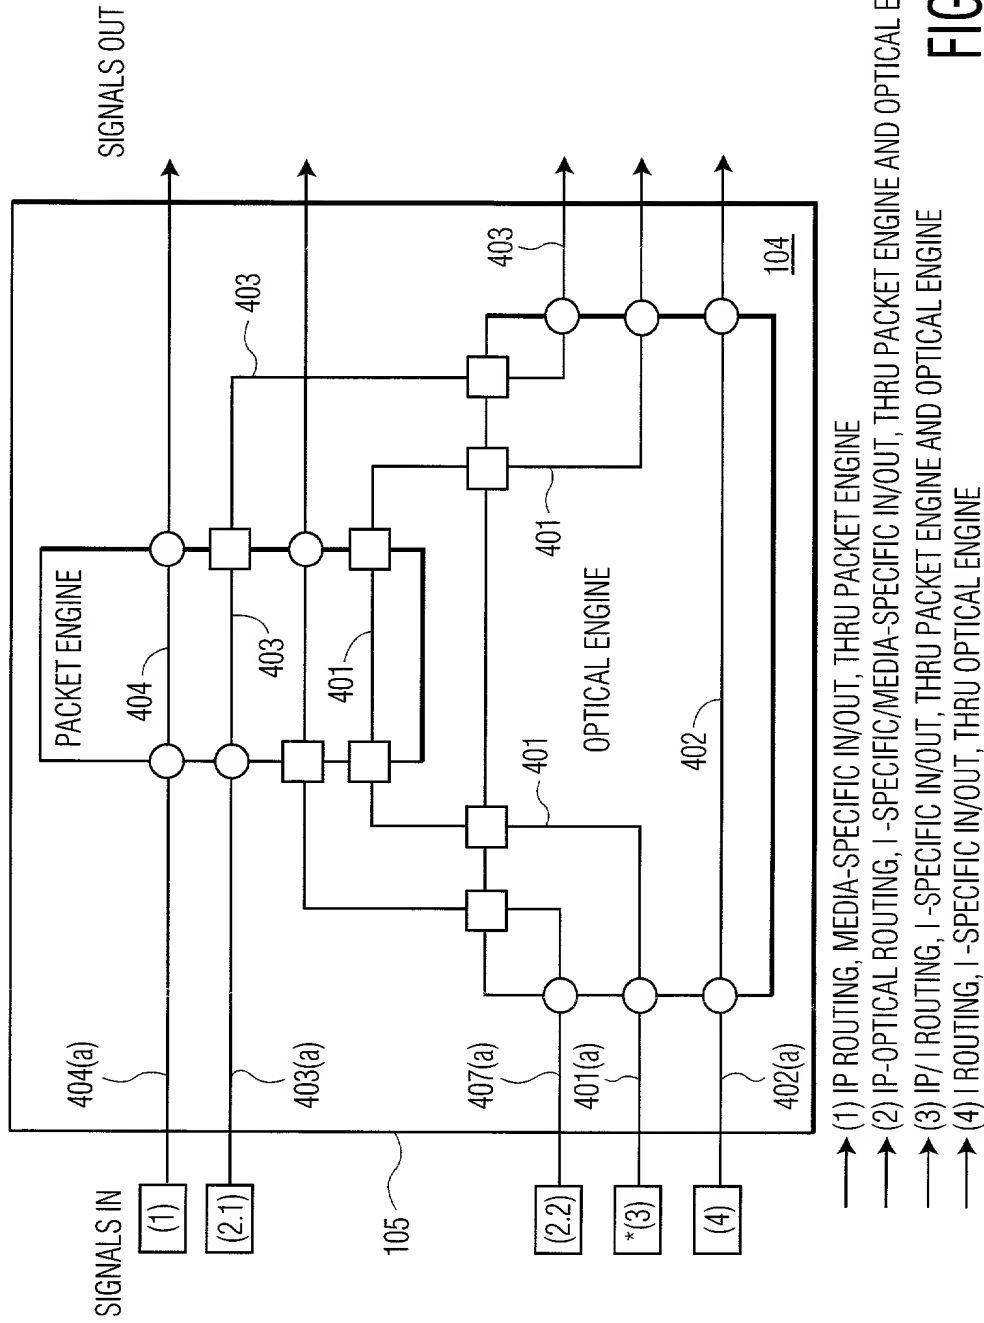 SIGNALS IN
SIGNALS OUT
(1)
(2.1)
(2.2)
*(3)
(4)
105
404(a)
403(a)
407(a)
401(a)
402(a)
PACKET ENGINE
404
403
401
403
403
401
401
OPTICAL ENGINE
402
104
(1) IP ROUTING, MEDIA-SPECIFIC IN/OUT, THRU PACKET ENGINE
(2) IP-OPTICAL ROUTING, l -SPECIFIC/MEDIA-SPECIFIC IN/OUT, THRU PACKET ENGINE AND OPTICAL
(3) IP/ l ROUTING, l -SPECIFIC IN/OUT, THRU PACKET ENGINE AND OPTICAL ENGINE
(4) l ROUTING, l -SPECIFIC IN/OUT, THRU OPTICAL ENGINE
FIG